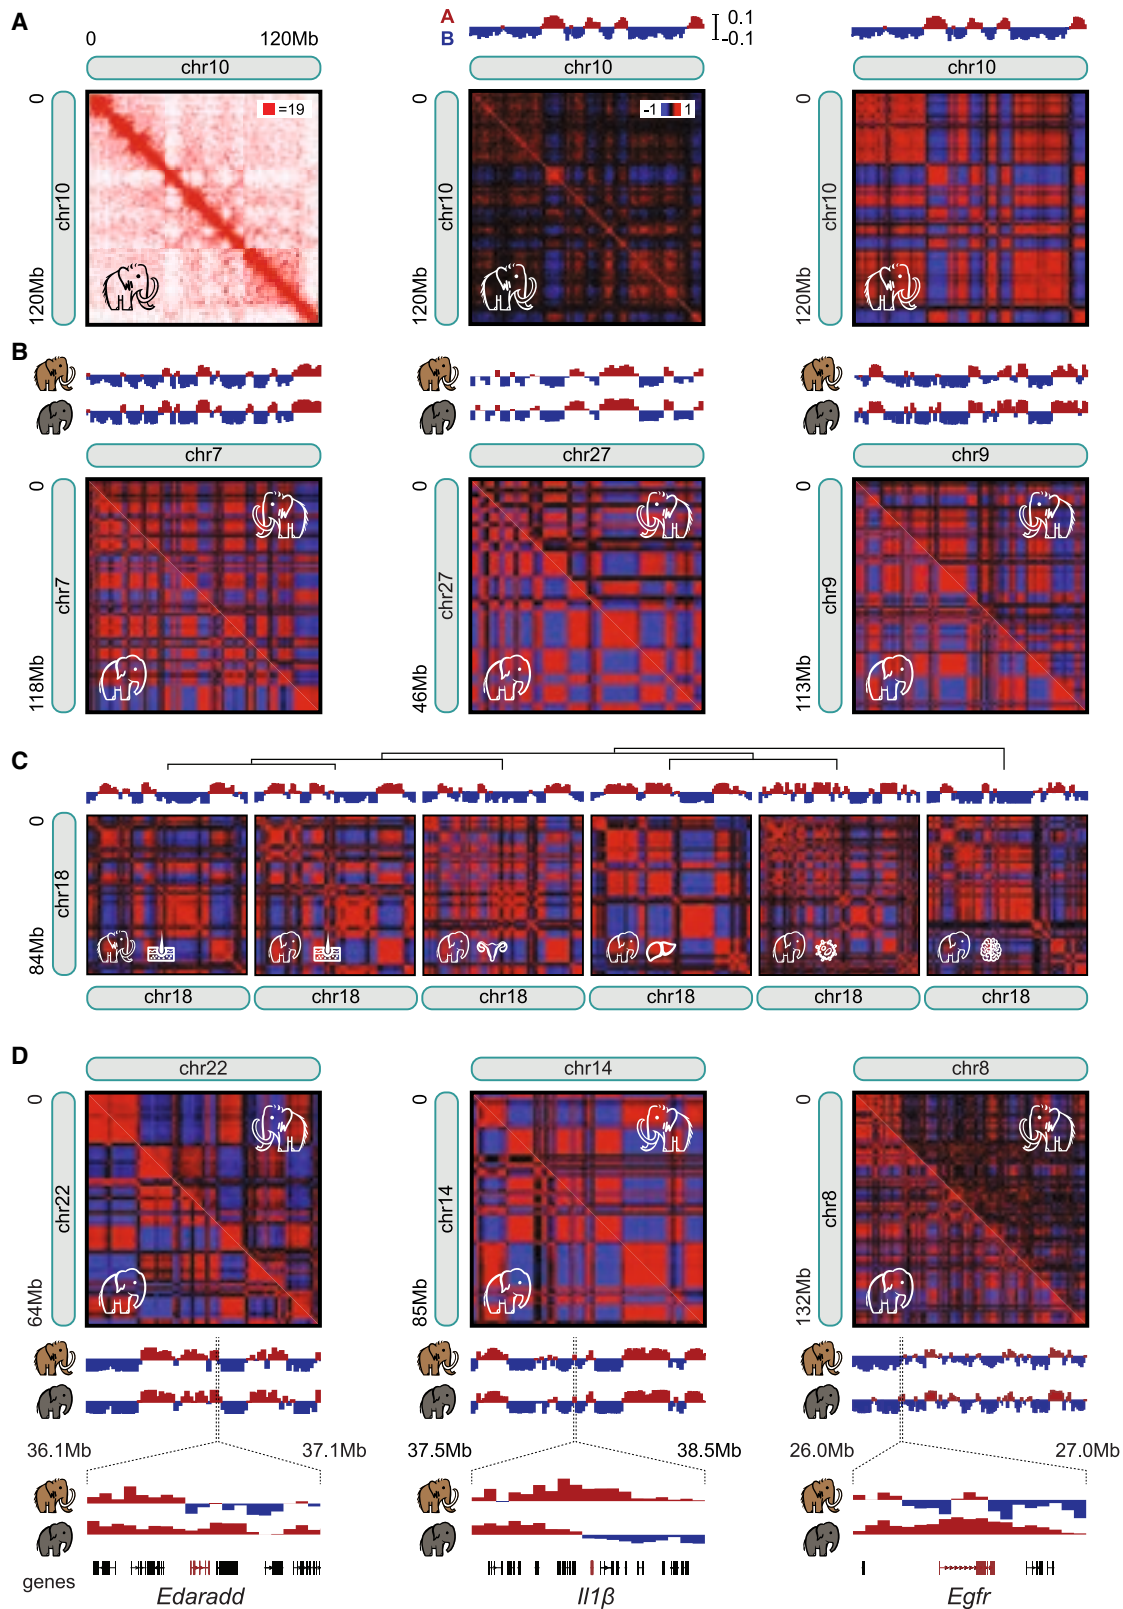 A
0 120Mb
A
B
0.1
-0.1
chr10
chr10
chr10
0
chr10
120Mb
=19
0
chr10
120Mb
-1 1
0
chr10
120Mb
B
chr7
chr27
chr9
0
chr7
118Mb
0
chr27
46Mb
0
chr9
113Mb
C
0
chr18
84Mb
chr18
chr18
chr18
chr18
chr18
chr18
D
chr22
chr14
chr8
0
chr22
64Mb
0
chr14
85Mb
0
chr8
132Mb
36.1Mb 37.1Mb
37.5Mb 38.5Mb
26.0Mb 27.0Mb
genes
Edaradd
Il1β
Egfr